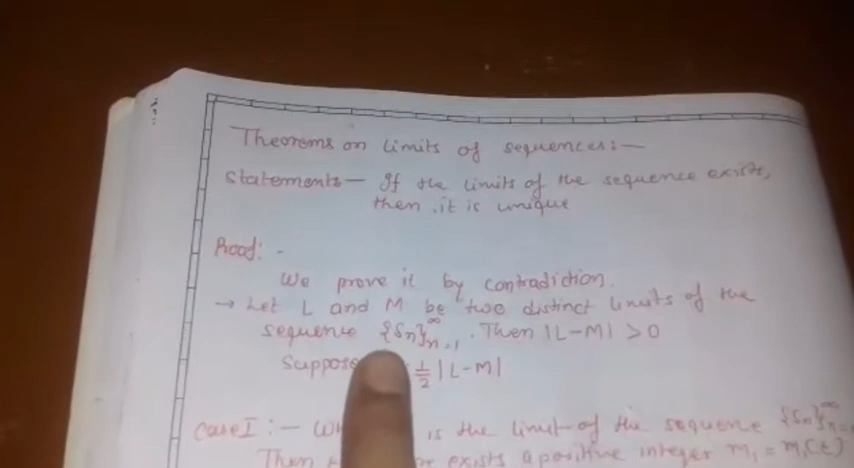 Theorems on limits of sequences:—
Statements— If the limits of the sequence exists,
then, it is unique
Proof: -
We prove it by contradiction.
→ Let L and M be two distinct limits of the
sequence {Sn}∞n=1. Then |L-M| > 0
Suppose 1/2 |L-M|
Case I :— is the limit of the sequence {Sn}∞n=
Then exists a positive integer m₁ = m₁(ε)